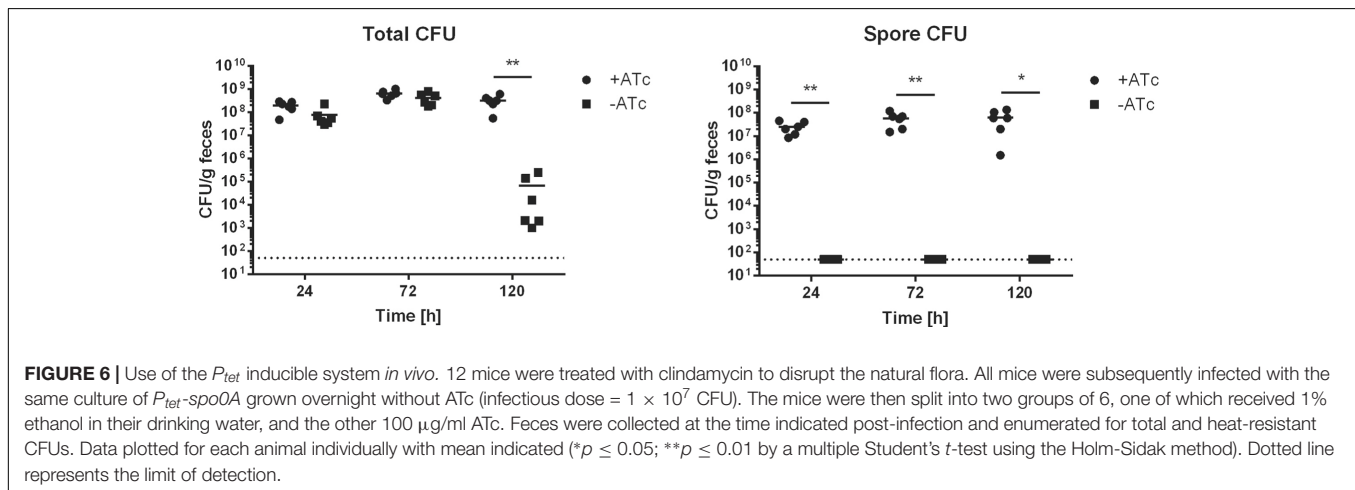 Total CFU
CFU/g feces
10^10
10^9
10^8
10^7
10^6
10^5
10^4
10^3
10^2
10^1
**
24
72
120
Time [h]
+ATc
-ATc
Spore CFU
10^10
10^9
10^8
10^7
10^6
10^5
10^4
10^3
10^2
10^1
**
**
*
24
72
120
Time [h]
+ATc
-ATc
FIGURE 6 | Use of the P_tet inducible system in vivo. 12 mice were treated with clindamycin to disrupt the natural flora. All mice were subsequently infected with the
same culture of P_tet-spo0A grown overnight without ATc (infectious dose = 1 × 10^7 CFU). The mice were then split into two groups of 6, one of which received 1%
ethanol in their drinking water, and the other 100 μg/ml ATc. Feces were collected at the time indicated post-infection and enumerated for total and heat-resistant
CFUs. Data plotted for each animal individually with mean indicated (*p ≤ 0.05; **p ≤ 0.01 by a multiple Student's t-test using the Holm-Sidak method). Dotted line
represents the limit of detection.